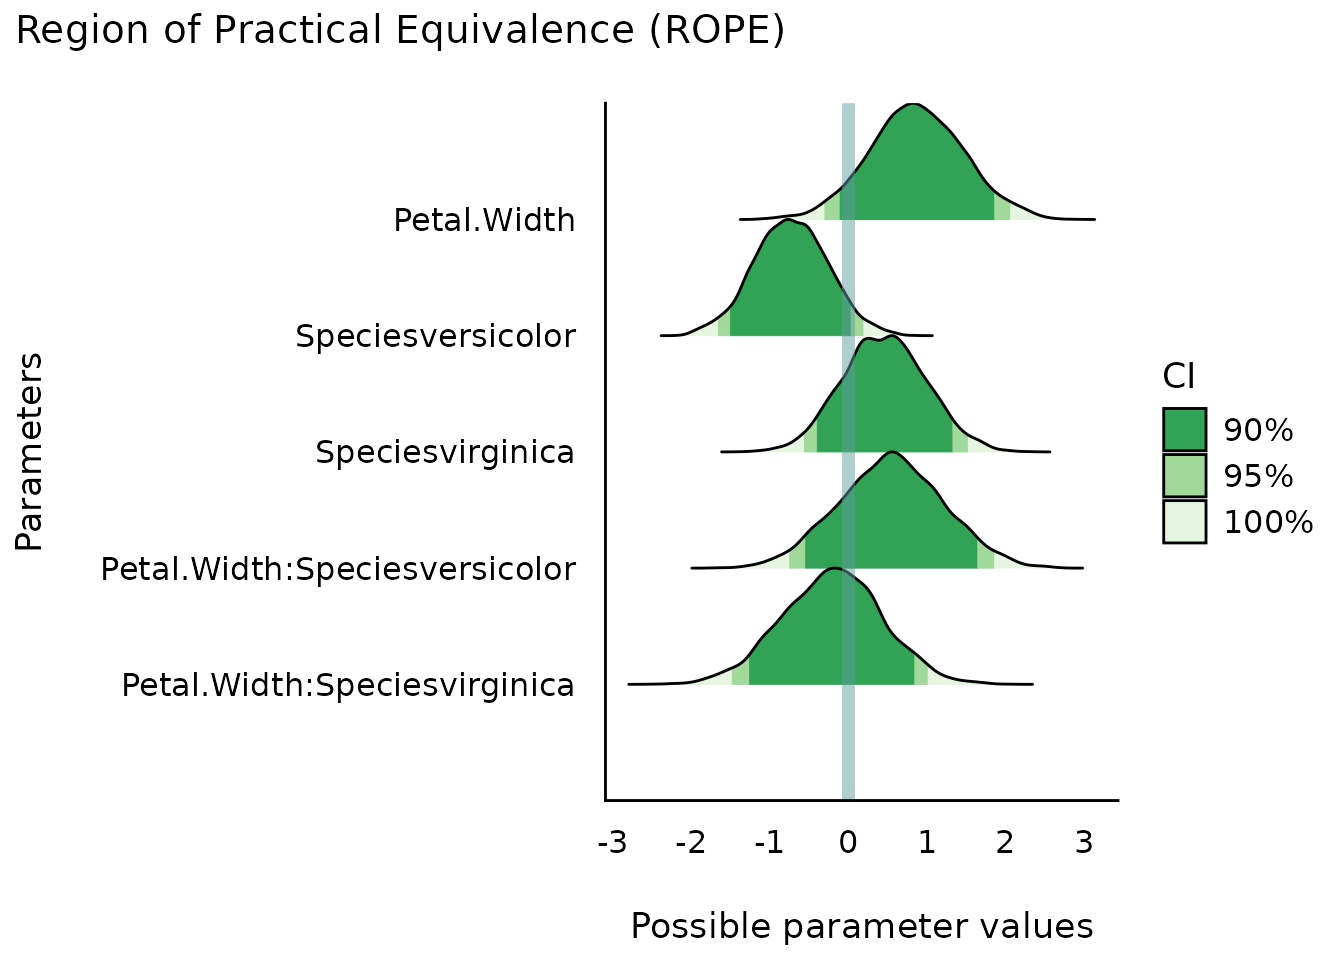 Region of Practical Equivalence (ROPE)
Petal.Width
Speciesversicolor
Speciesvirginica
Petal.Width:Speciesversicolor
Petal.Width:Speciesvirginica
Parameters
-3 -2 -1 0 1 2 3
Possible parameter values
CI
90%
95%
100%